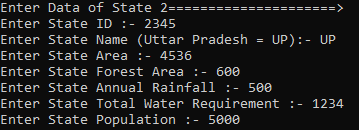 Enter Data of State 2=====================>
Enter State ID :- 2345
Enter State Name (Uttar Pradesh = UP):- UP
Enter State Area :- 4536
Enter State Forest Area :- 600
Enter State Annual Rainfall :- 500
Enter State Total Water Requirement :- 1234
Enter State Population :- 5000